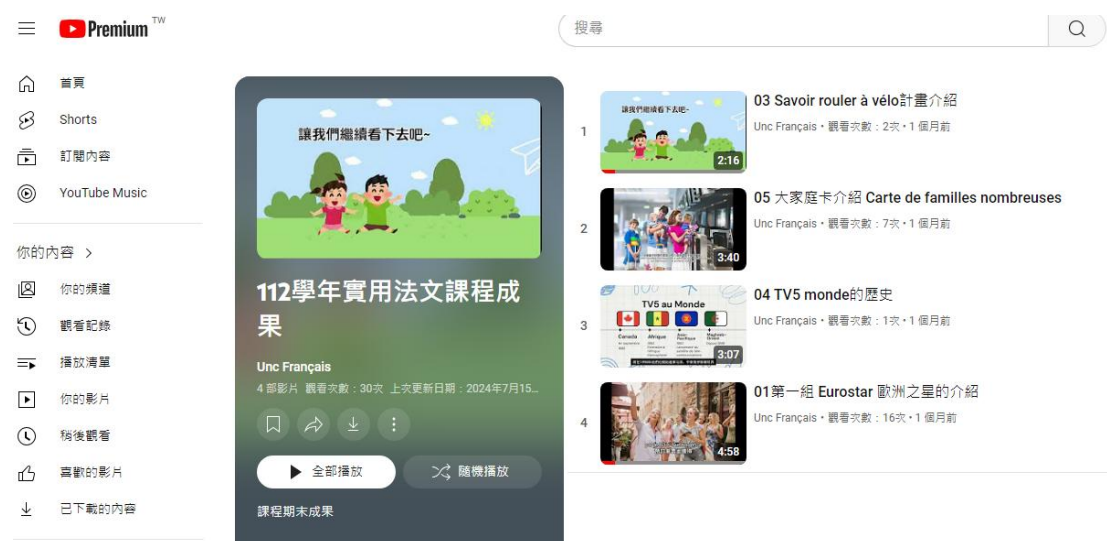 Premium TW
搜尋
首頁
Shorts
訂閱內容
YouTube Music
你的內容
你的頻道
觀看記錄
播放清單
你的影片
稍後觀看
喜歡的影片
已下載的內容
讓我們繼續看下去吧~
112學年實用法文課程成
果
Unc Français
4 部影片 觀看次數：30次 上次更新日期：2024年7月15...
全部播放
隨機播放
課程期末成果
1
讓我們繼續看下去吧~
2:16
03 Savoir rouler à vélo計畫介紹
Unc Français • 觀看次數：2次 • 1 個月前
2
3:40
05 大家庭卡介紹 Carte de familles nombreuses
Unc Français • 觀看次數：7次 • 1 個月前
3
TV5 au Monde
Canada
Afrique
3:07
04 TV5 monde的歷史
Unc Français • 觀看次數：1次 • 1 個月前
4
4:58
01第一組 Eurostar 歐洲之星的介紹
Unc Français • 觀看次數：16次 • 1 個月前